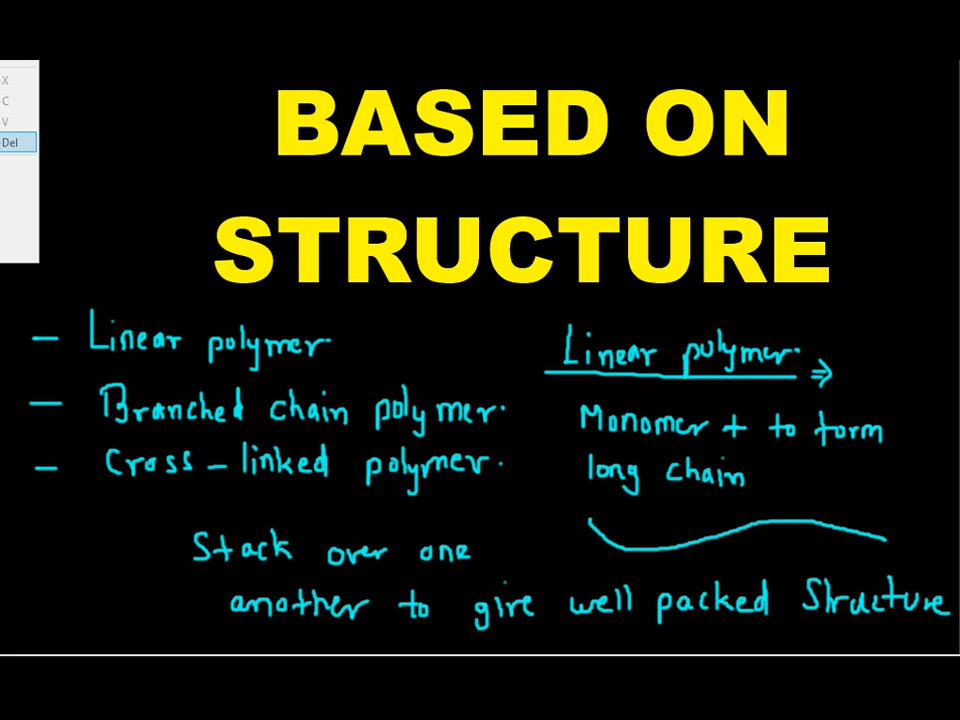 X
C
V
Del
BASED ON
STRUCTURE
– Linear polymer.
– Branched chain polymer.
– Cross-linked polymer.
Linear polymer. ⇒
Monomer + to form
long chain
Stack over one
another to give well packed Structure